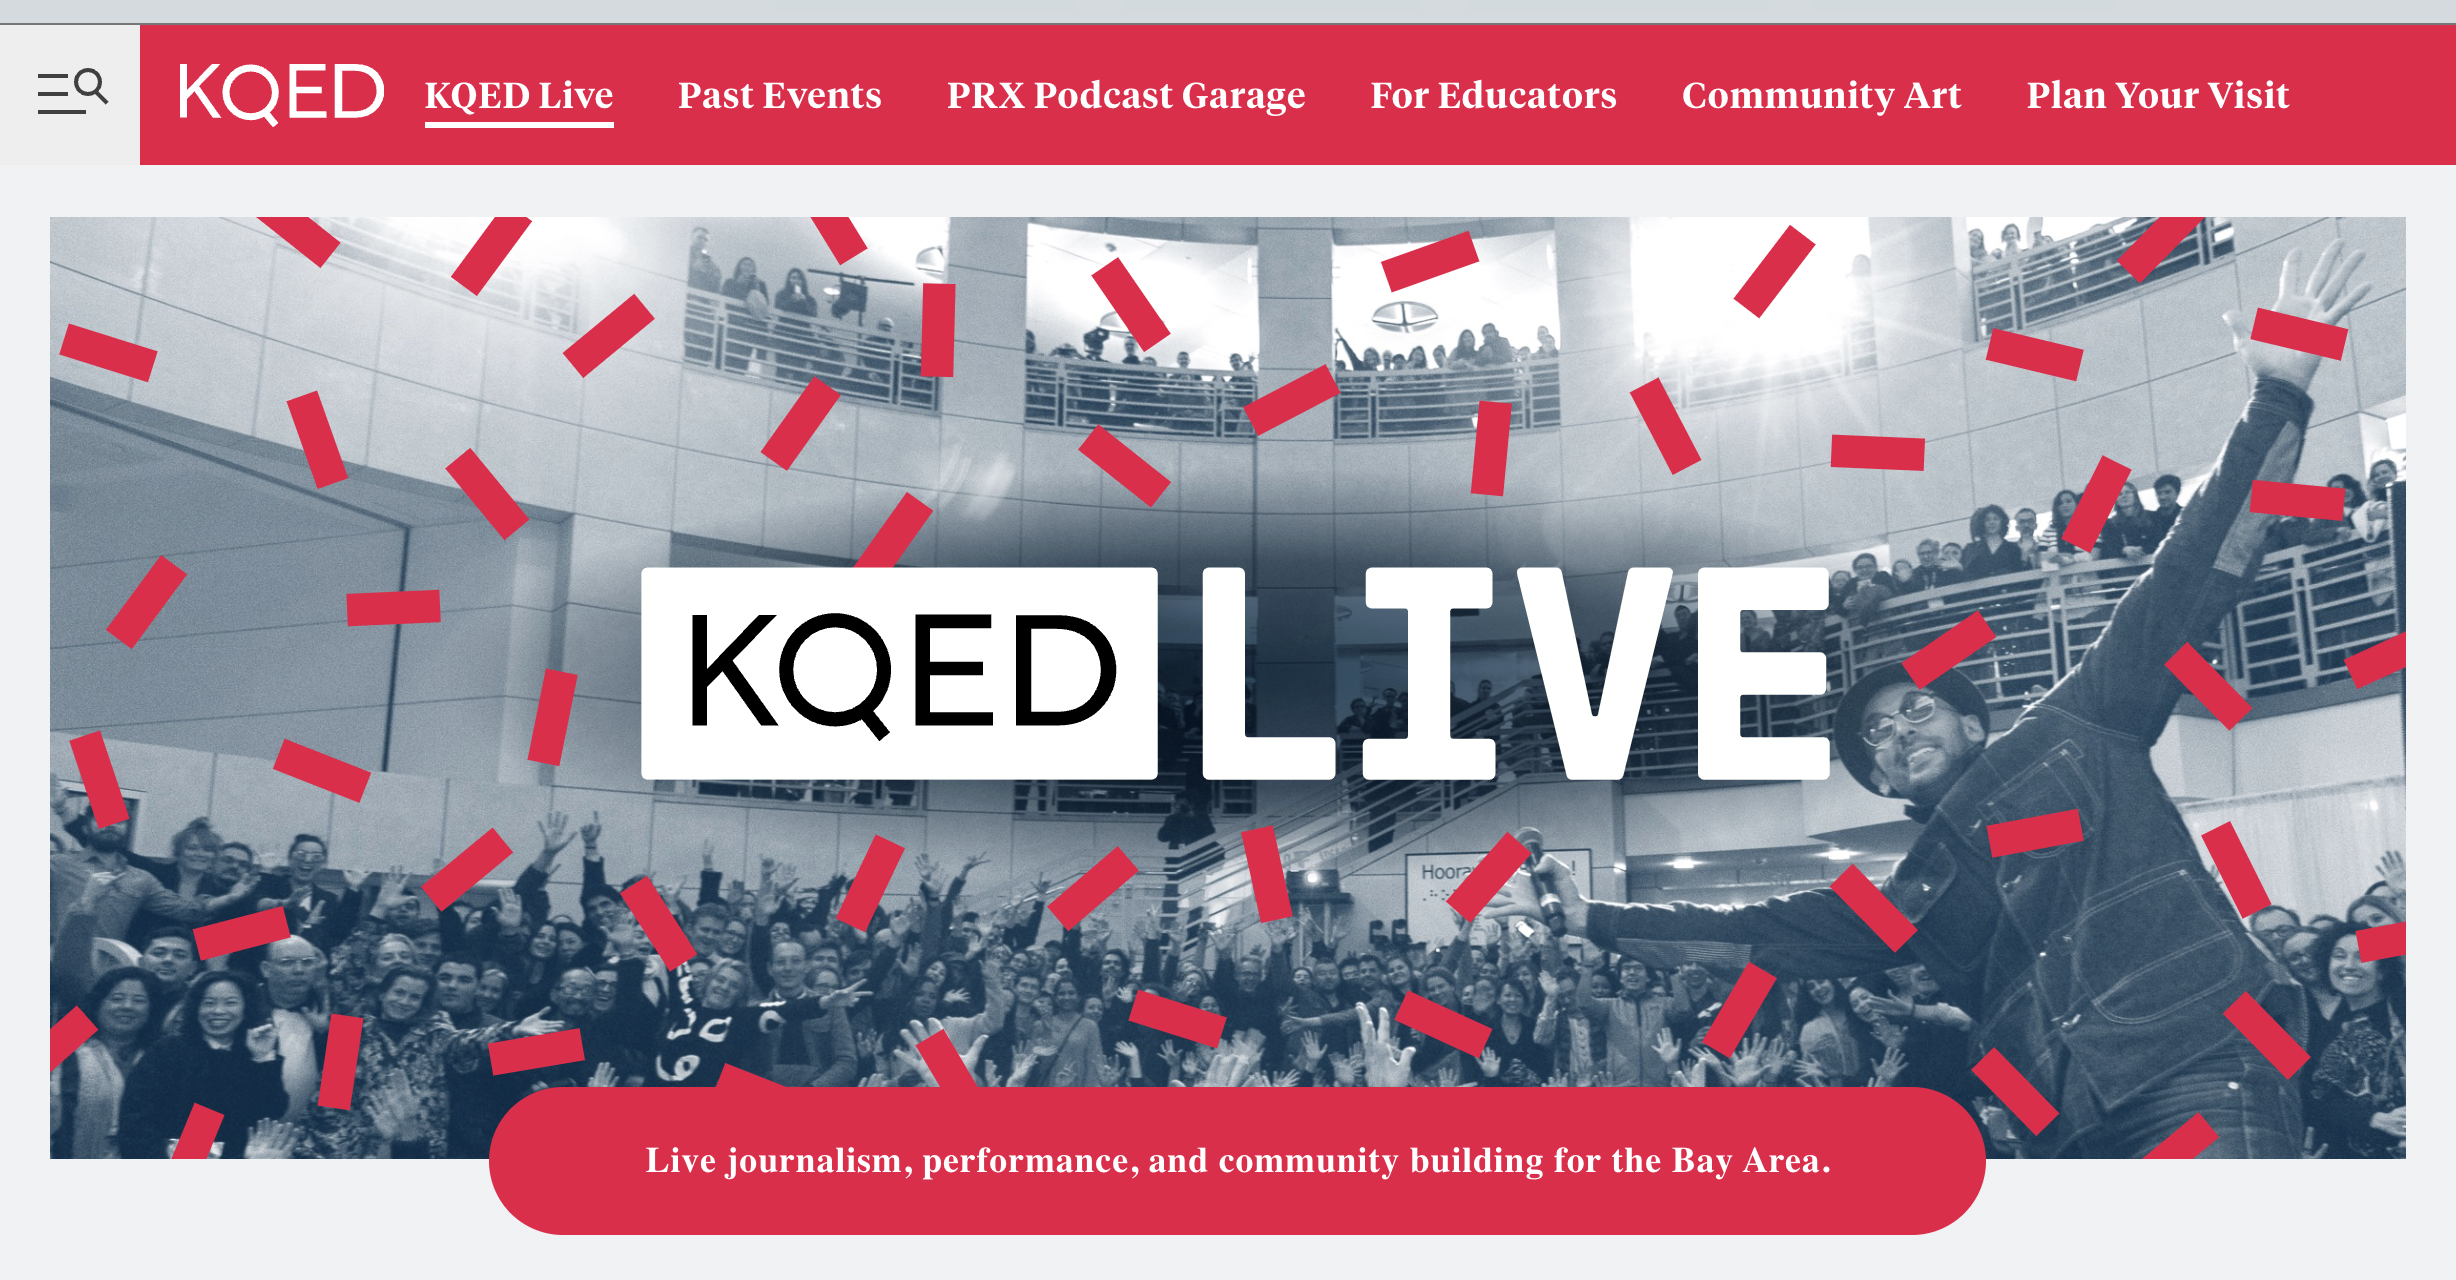 KQED
KQED Live
Past Events
PRX Podcast Garage
For Educators
Community Art
Plan Your Visit
KQED LIVE
Live journalism, performance, and community building for the Bay Area.